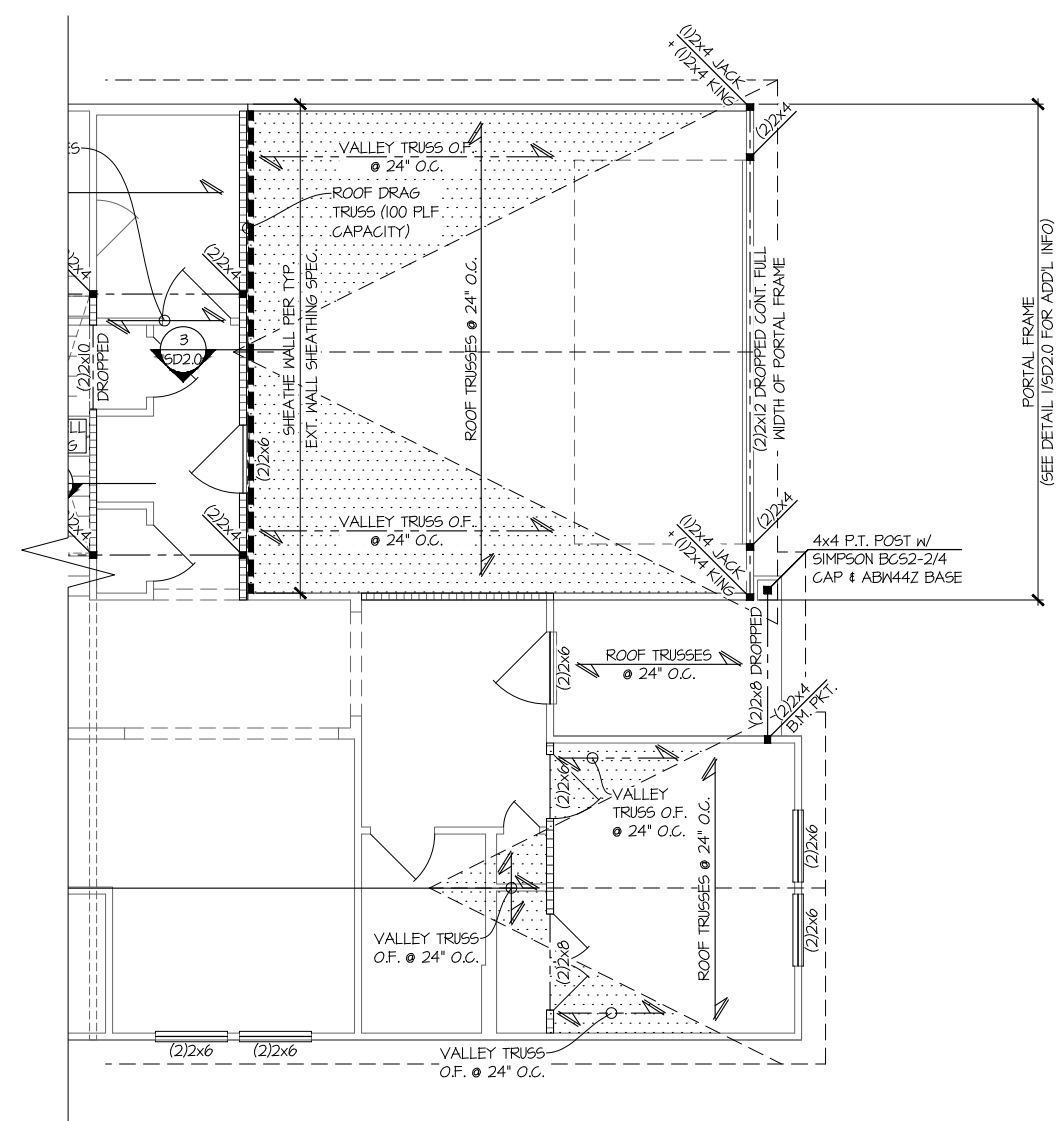 (1)2x4 JACK
+ (1)2x4 KING
(2)2x4
VALLEY TRUSS O.F.
@ 24" O.C.
ROOF DRAG
TRUSS (100 PLF
CAPACITY)
(2)2x4
SHEATHE WALL PER TYP.
EXT. WALL SHEATHING SPEC.
ROOF TRUSSES @ 24" O.C.
(2)2x12 DROPPED CONT. FULL
WIDTH OF PORTAL FRAME
PORTAL FRAME
(SEE DETAIL 1/SD2.0 FOR ADD'L INFO)
3
SD2.0
(2)2x10
DROPPED
(2)2x6
(2)2x4
VALLEY TRUSS O.F.
@ 24" O.C.
(1)2x4 JACK
+ (1)2x4 KING
(2)2x4
4x4 P.T. POST W/
SIMPSON BCS2-2/4
CAP & ABW44Z BASE
(2)2x6
ROOF TRUSSES
@ 24" O.C.
(2)2x8 DROPPED
(2)2x4
B.M. PKT.
(2)2x6
VALLEY
TRUSS O.F.
@ 24" O.C.
ROOF TRUSSES @ 24" O.C.
(2)2x6
(2)2x6
VALLEY TRUSS
O.F. @ 24" O.C.
(2)2x8
(2)2x6
(2)2x6
VALLEY TRUSS
O.F. @ 24" O.C.